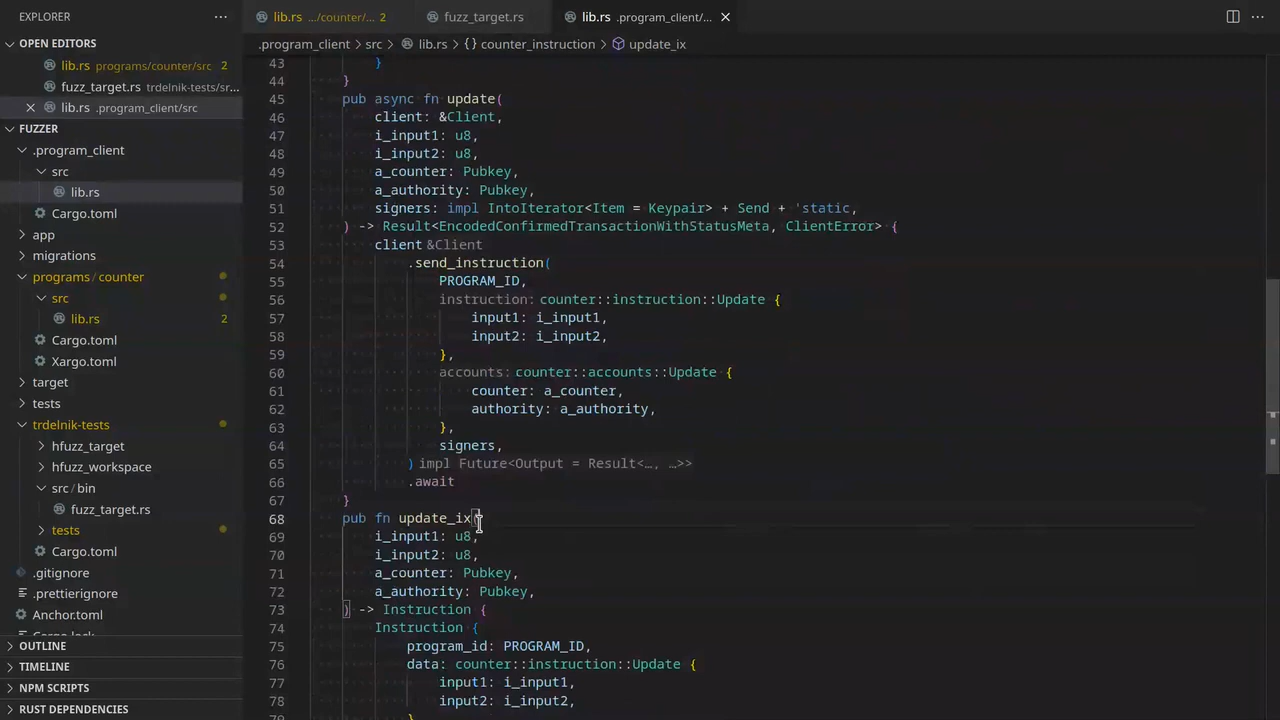 EXPLORER
OPEN EDITORS
lib.rs programs/counter/src 2
fuzz_target.rs trdelnik-tests/sr...
lib.rs .program_client/src
FUZZER
.program_client
src
lib.rs
Cargo.toml
app
migrations
programs/counter
src
lib.rs 2
Cargo.toml
Xargo.toml
target
tests
trdelnik-tests
hfuzz_target
hfuzz_workspace
src/bin
fuzz_target.rs
tests
Cargo.toml
.gitignore
.prettierignore
Anchor.toml
Cargo.lock
OUTLINE
TIMELINE
NPM SCRIPTS
RUST DEPENDENCIES
lib.rs .../counter/... 2
fuzz_target.rs
lib.rs .program_client/...
.program_client > src > lib.rs > {} counter_instruction > update_ix
43 }
44 }
45 pub async fn update(
46 client: &Client,
47 i_input1: u8,
48 i_input2: u8,
49 a_counter: Pubkey,
50 a_authority: Pubkey,
51 signers: impl IntoIterator<Item = Keypair> + Send + 'static,
52 ) -> Result<EncodedConfirmedTransactionWithStatusMeta, ClientError> {
53 client &Client
54 .send_instruction(
55 PROGRAM_ID,
56 instruction: counter::instruction::Update {
57 input1: i_input1,
58 input2: i_input2,
59 },
60 accounts: counter::accounts::Update {
61 counter: a_counter,
62 authority: a_authority,
63 },
64 signers,
65 ) impl Future<Output = Result<…, …>>
66 .await
67 }
68 pub fn update_ix(
69 i_input1: u8,
70 i_input2: u8,
71 a_counter: Pubkey,
72 a_authority: Pubkey,
73 ) -> Instruction {
74 Instruction {
75 program_id: PROGRAM_ID,
76 data: counter::instruction::Update {
77 input1: i_input1,
78 input2: i_input2,
79 }